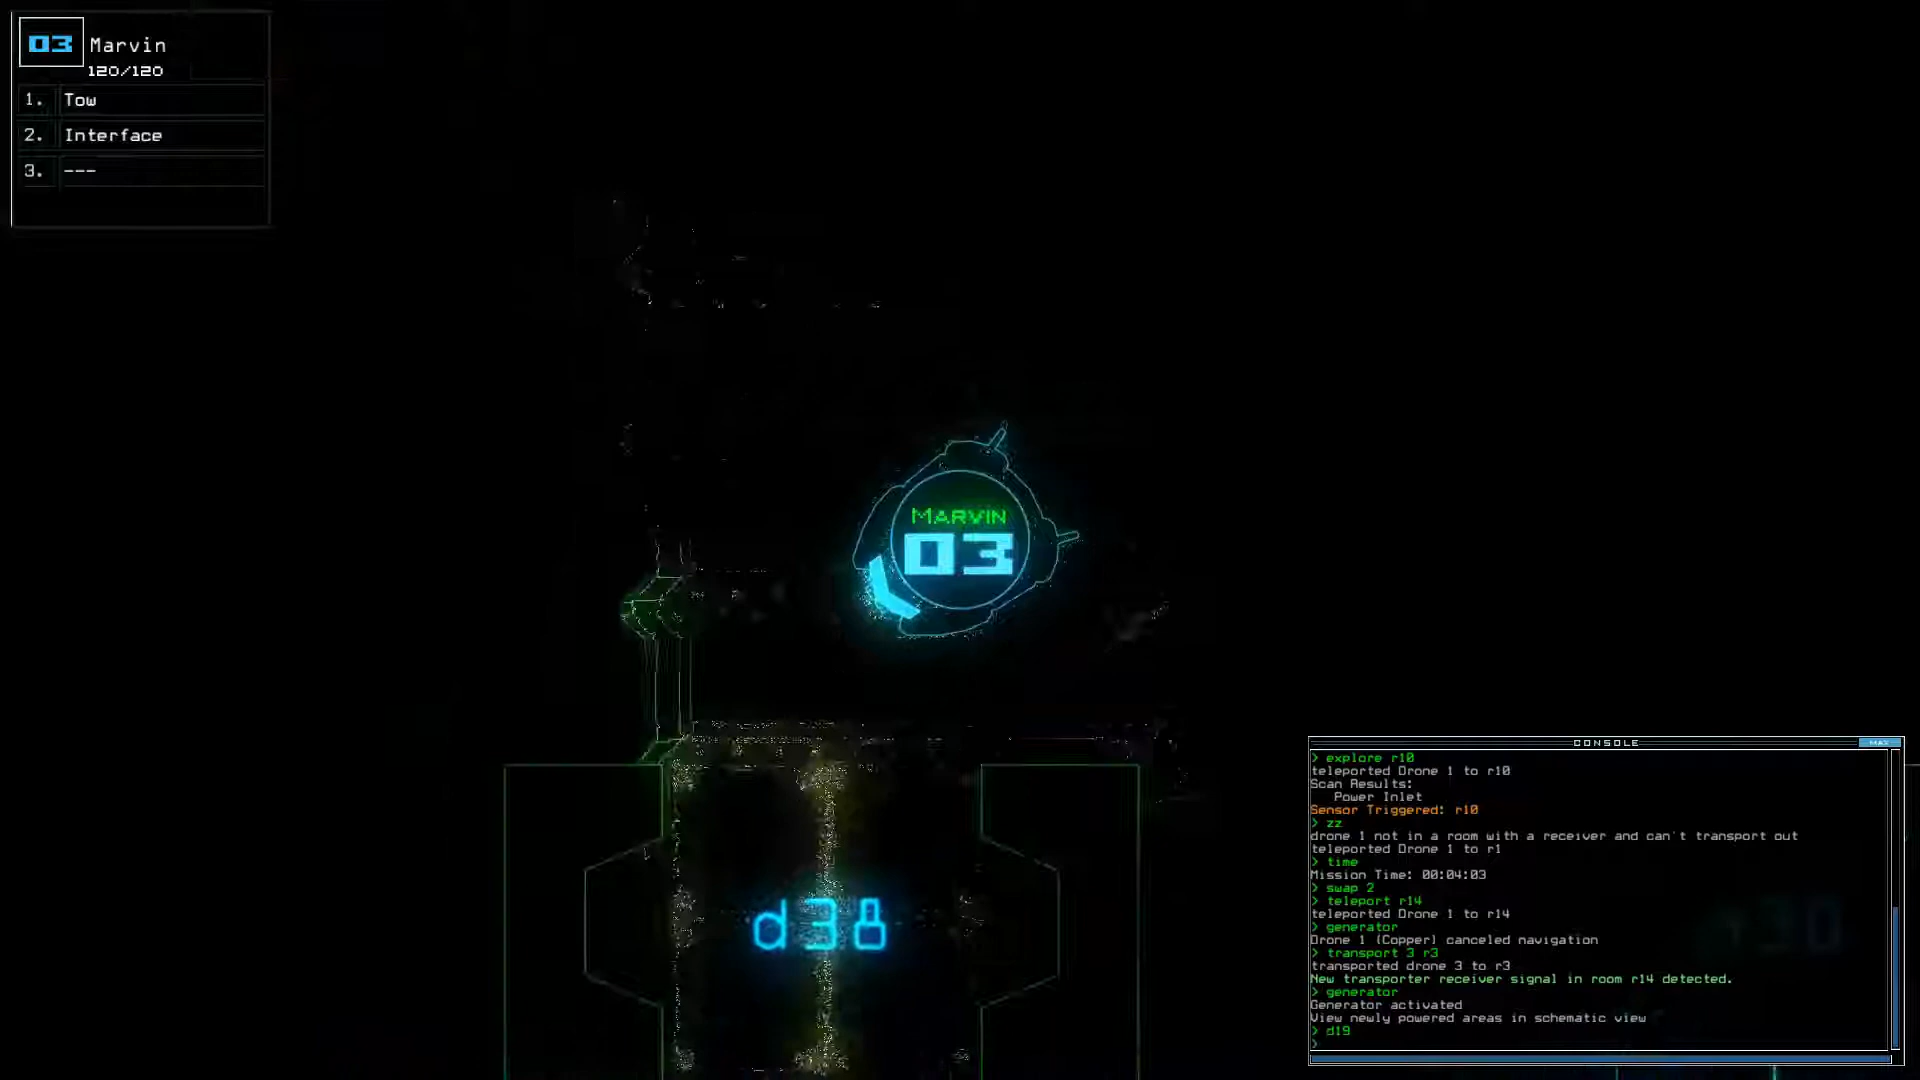 03 Marvin
120/120
1. Tow
2. Interface
3. ---
MARVIN
03
d38
CONSOLE
MAX
> explore r10
teleported Drone 1 to r10
Scan Results:
Power Inlet
Sensor Triggered: r10
> zz
drone 1 not in a room with a receiver and can't transport out
teleported Drone 1 to r1
> time
Mission Time: 00:04:03
> swap 2
> teleport r14
teleported Drone 1 to r14
> generator
Drone 1 (Copper) canceled navigation
> transport 3 r3
transported drone 3 to r3
New transporter receiver signal in room r14 detected.
> generator
Generator activated
View newly powered areas in schematic view
> d19
>